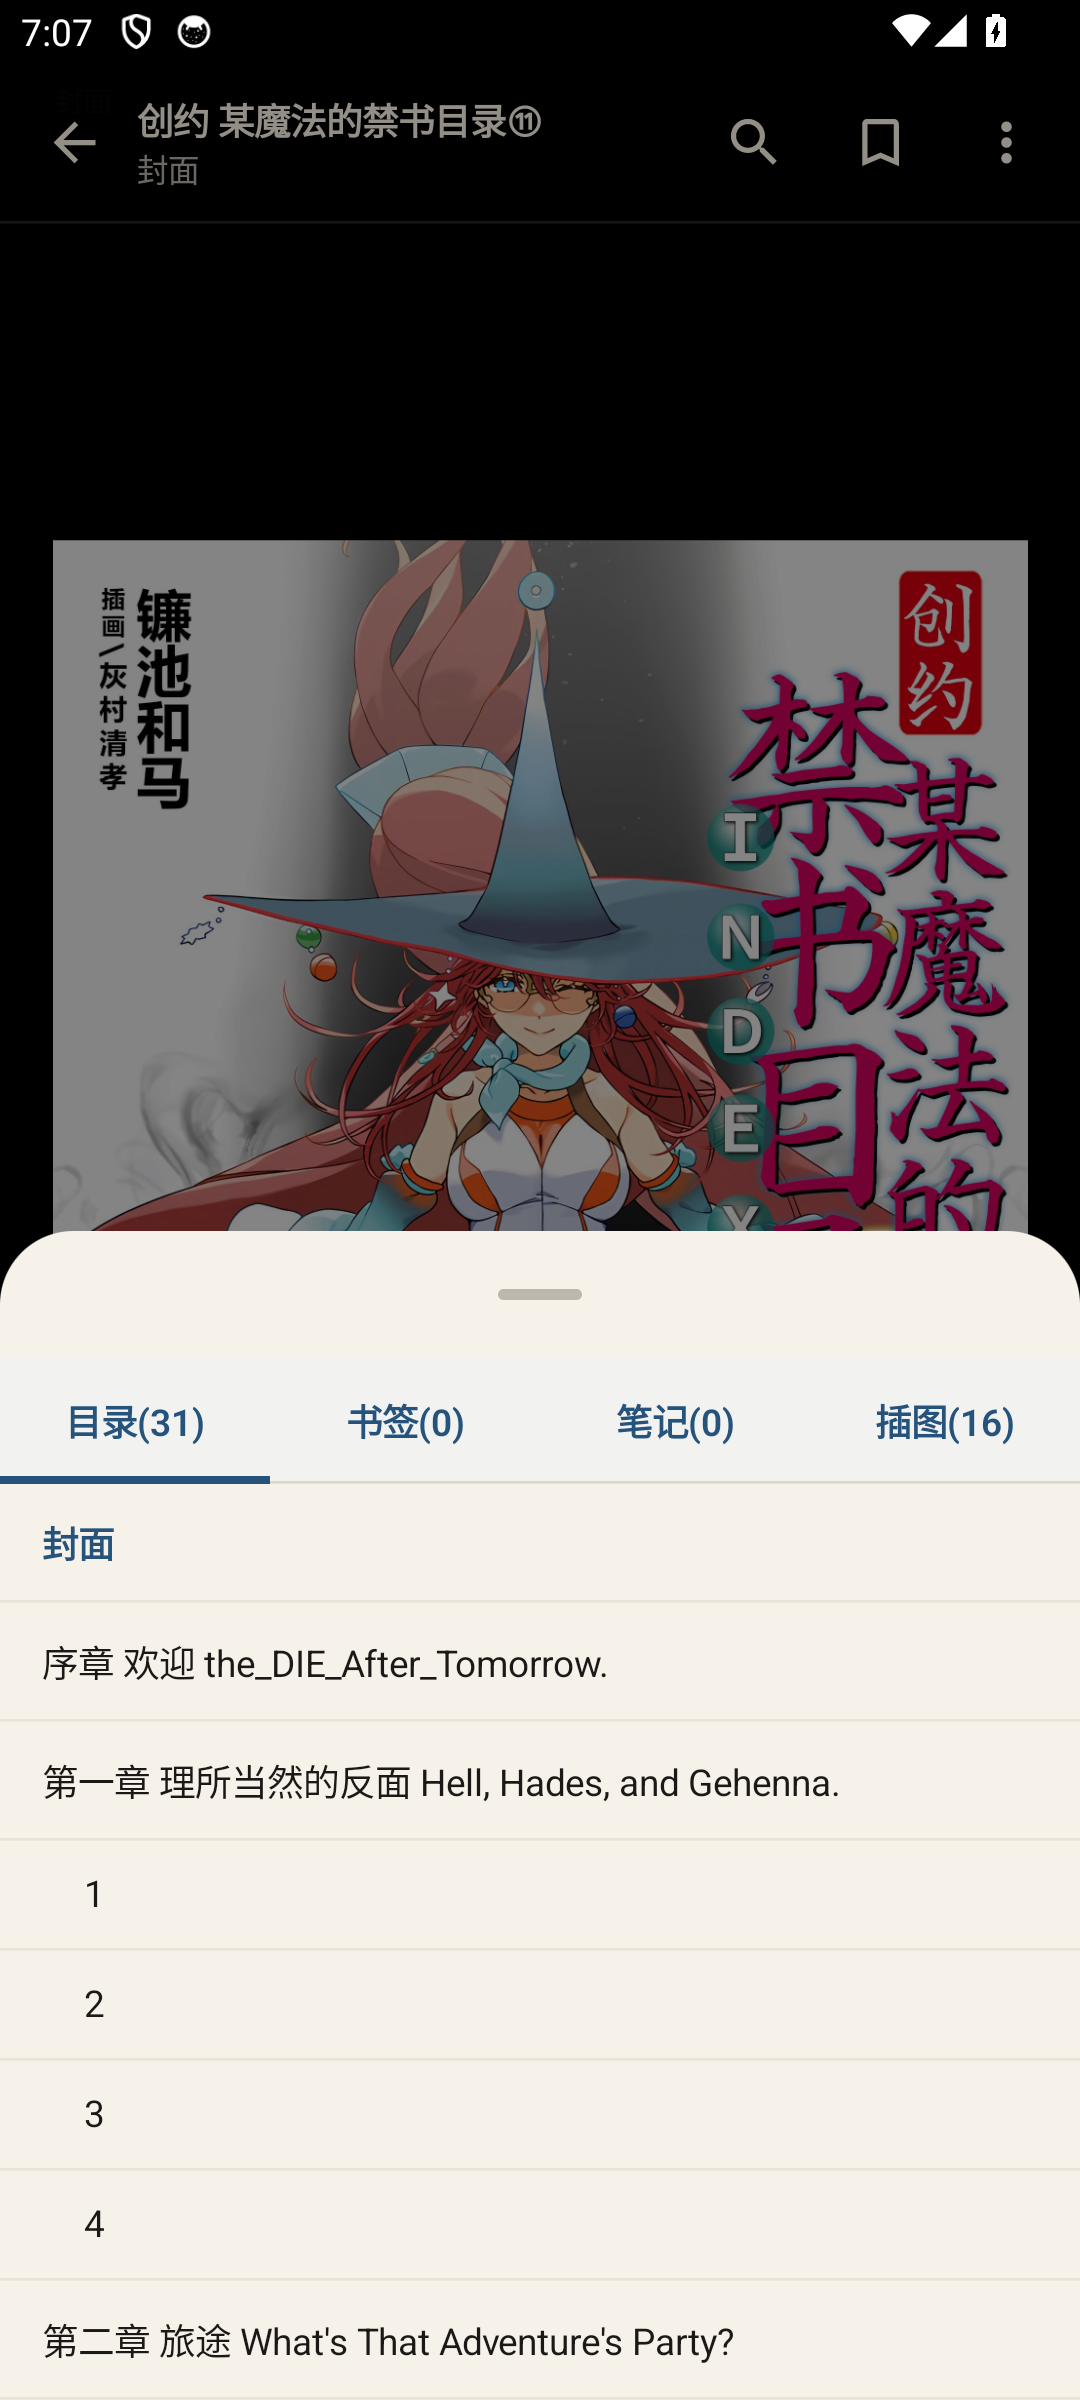 7:07
创约 某魔法的禁书目录⑪
封面
镰池和马
插画/灰村清孝
创约
某魔法的
禁书目
INDEX
目录(31)
书签(0)
笔记(0)
插图(16)
封面
序章 欢迎 the_DIE_After_Tomorrow.
第一章 理所当然的反面 Hell, Hades, and Gehenna.
1
2
3
4
第二章 旅途 What's That Adventure's Party?